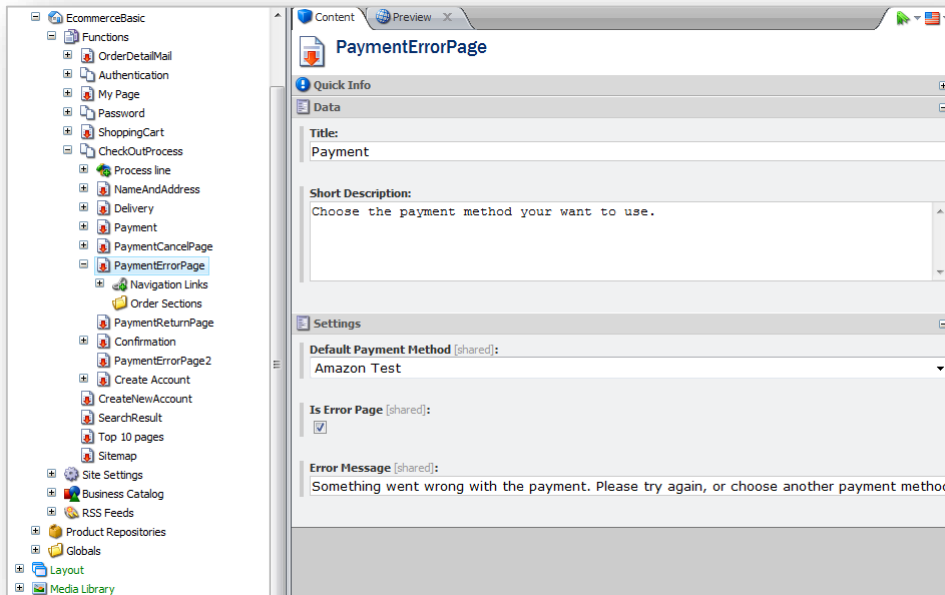 EcommerceBasic
Functions
OrderDetailMail
Authentication
My Page
Password
ShoppingCart
CheckOutProcess
Process line
NameAndAddress
Delivery
Payment
PaymentCancelPage
PaymentErrorPage
Navigation Links
Order Sections
PaymentReturnPage
Confirmation
PaymentErrorPage2
Create Account
CreateNewAccount
SearchResult
Top 10 pages
Sitemap
Site Settings
Business Catalog
RSS Feeds
Product Repositories
Globals
Layout
Media Library
Content Preview X
PaymentErrorPage
Quick Info
Data
Title:
Payment
Short Description:
Choose the payment method your want to use.
Settings
Default Payment Method [shared]:
Amazon Test
Is Error Page [shared]:
Error Message [shared]:
Something went wrong with the payment. Please try again, or choose another payment method